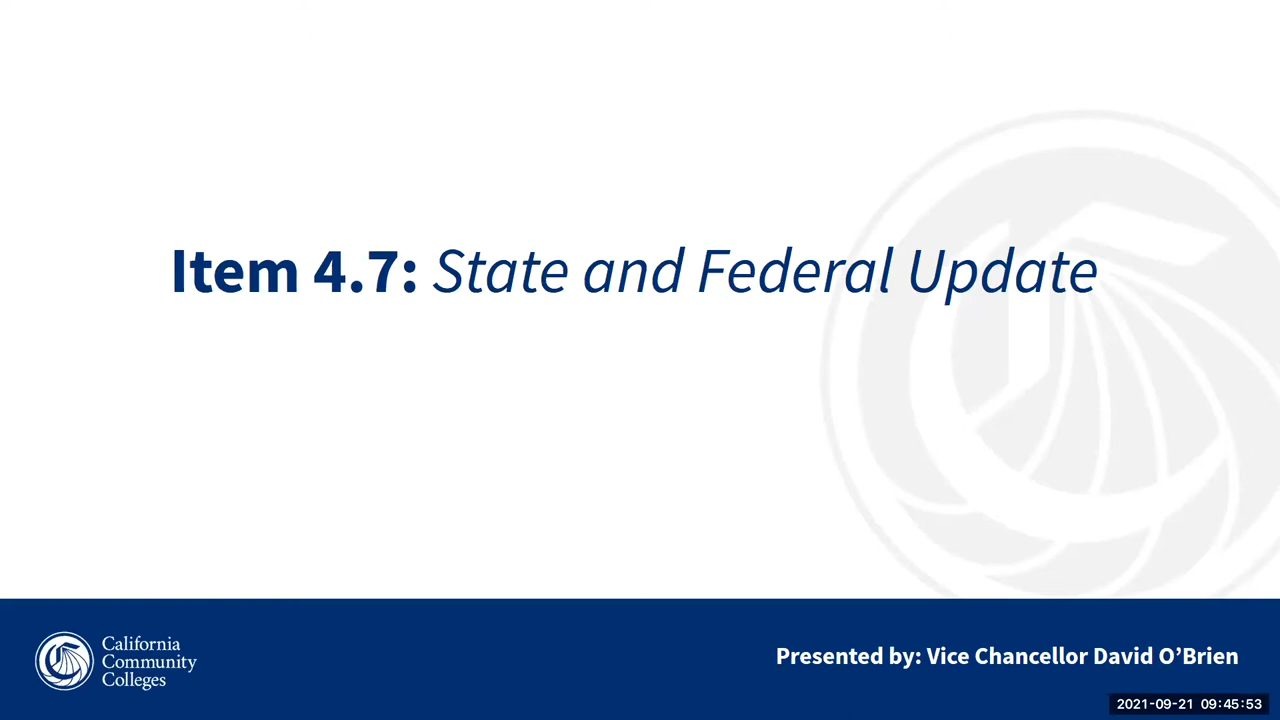 Item 4.7: State and Federal Update
California
Community
Colleges
Presented by: Vice Chancellor David O’Brien
2021-09-21 09:45:53